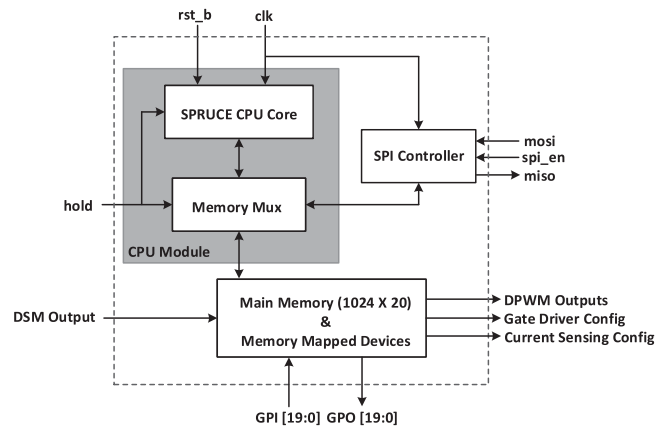 rst_b
clk
SPRUCE CPU Core
SPI Controller
mosi
spi_en
miso
hold
Memory Mux
CPU Module
Main Memory (1024 X 20)
&
Memory Mapped Devices
DSM Output
DPWM Outputs
Gate Driver Config
Current Sensing Config
GPI [19:0]
GPO [19:0]